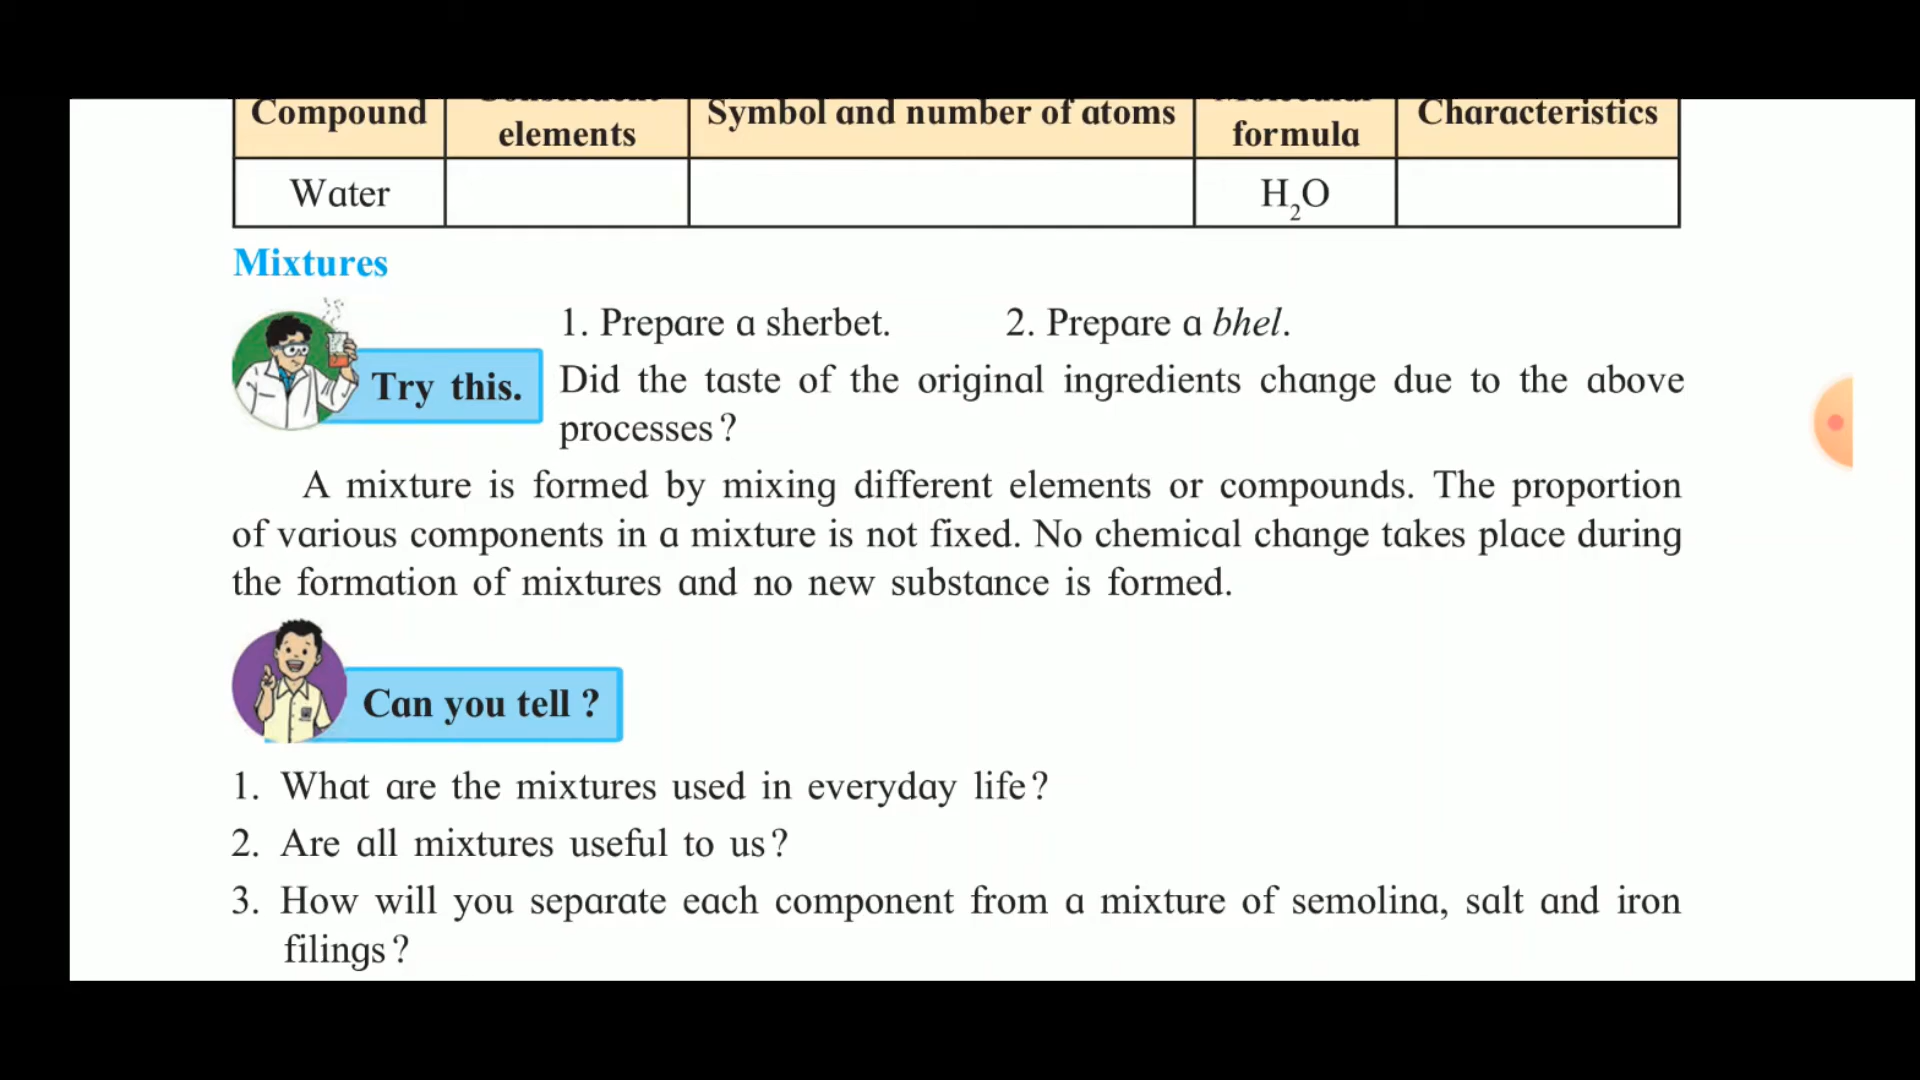 Compound
elements
Symbol and number of atoms
formula
Characteristics
Water
H₂O
Mixtures
1. Prepare a sherbet. 2. Prepare a bhel.
Try this.
Did the taste of the original ingredients change due to the above
processes ?
A mixture is formed by mixing different elements or compounds. The proportion
of various components in a mixture is not fixed. No chemical change takes place during
the formation of mixtures and no new substance is formed.
Can you tell ?
1. What are the mixtures used in everyday life ?
2. Are all mixtures useful to us ?
3. How will you separate each component from a mixture of semolina, salt and iron
filings ?